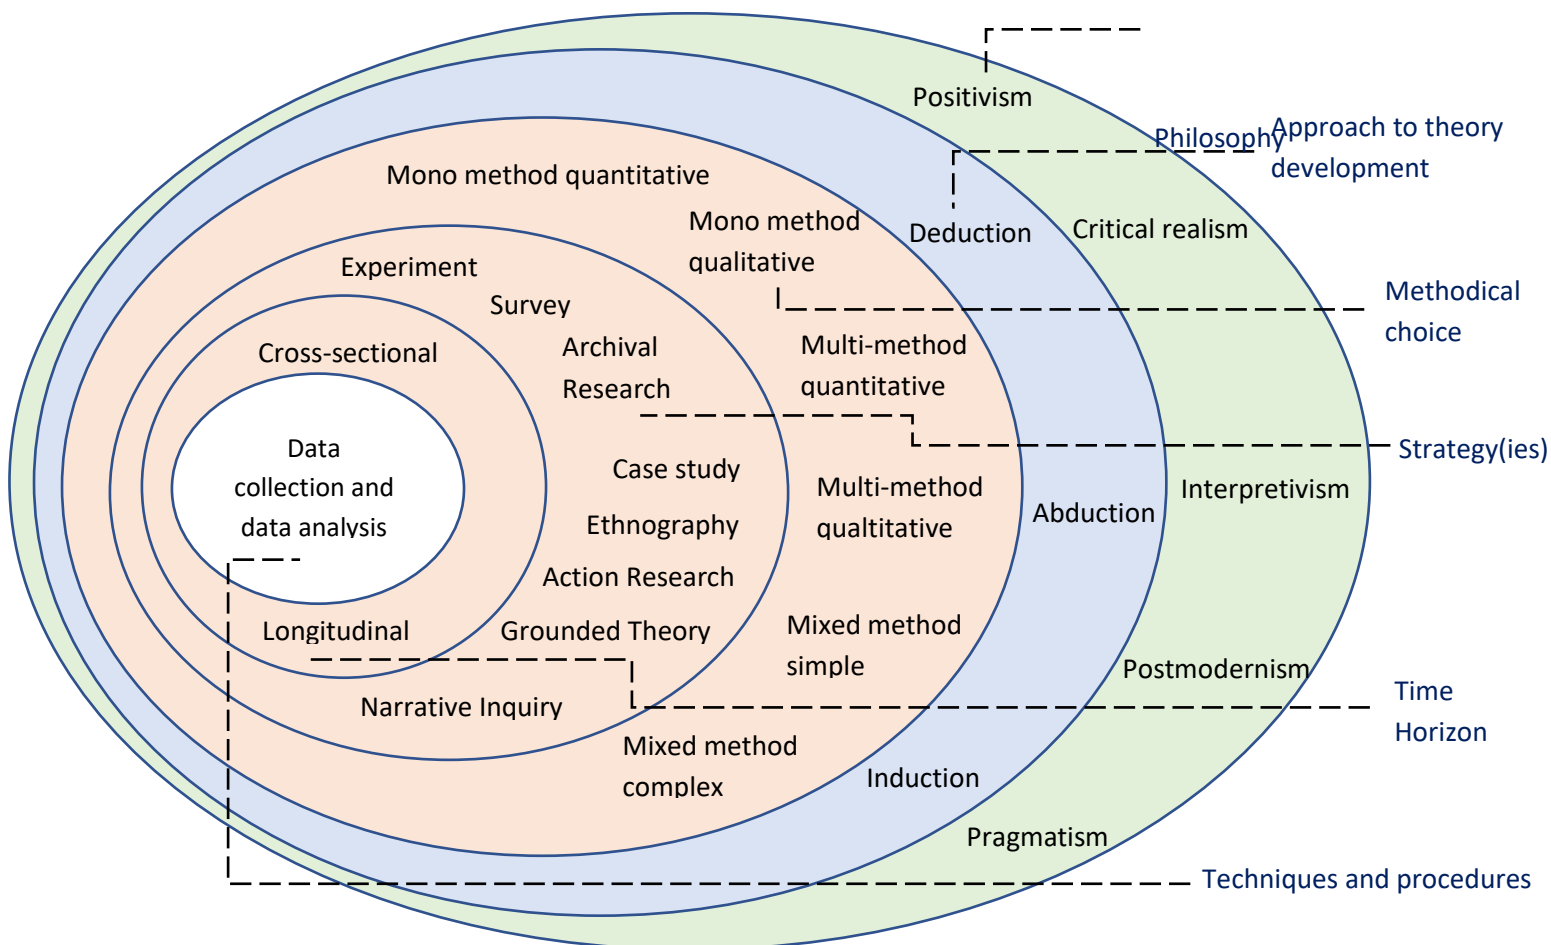 Positivism
Philosophy
Approach to theory
development
Mono method quantitative
Mono method
qualitative
Deduction
Critical realism
Experiment
Survey
Methodical
choice
Cross-sectional
Archival
Research
Multi-method
quantitative
Data
collection and
data analysis
Case study
Strategy(ies)
Multi-method
qualtitative
Interpretivism
Abduction
Ethnography
Action Research
Longitudinal
Grounded Theory
Mixed method
simple
Postmodernism
Narrative Inquiry
Time
Horizon
Mixed method
complex
Induction
Pragmatism
Techniques and procedures